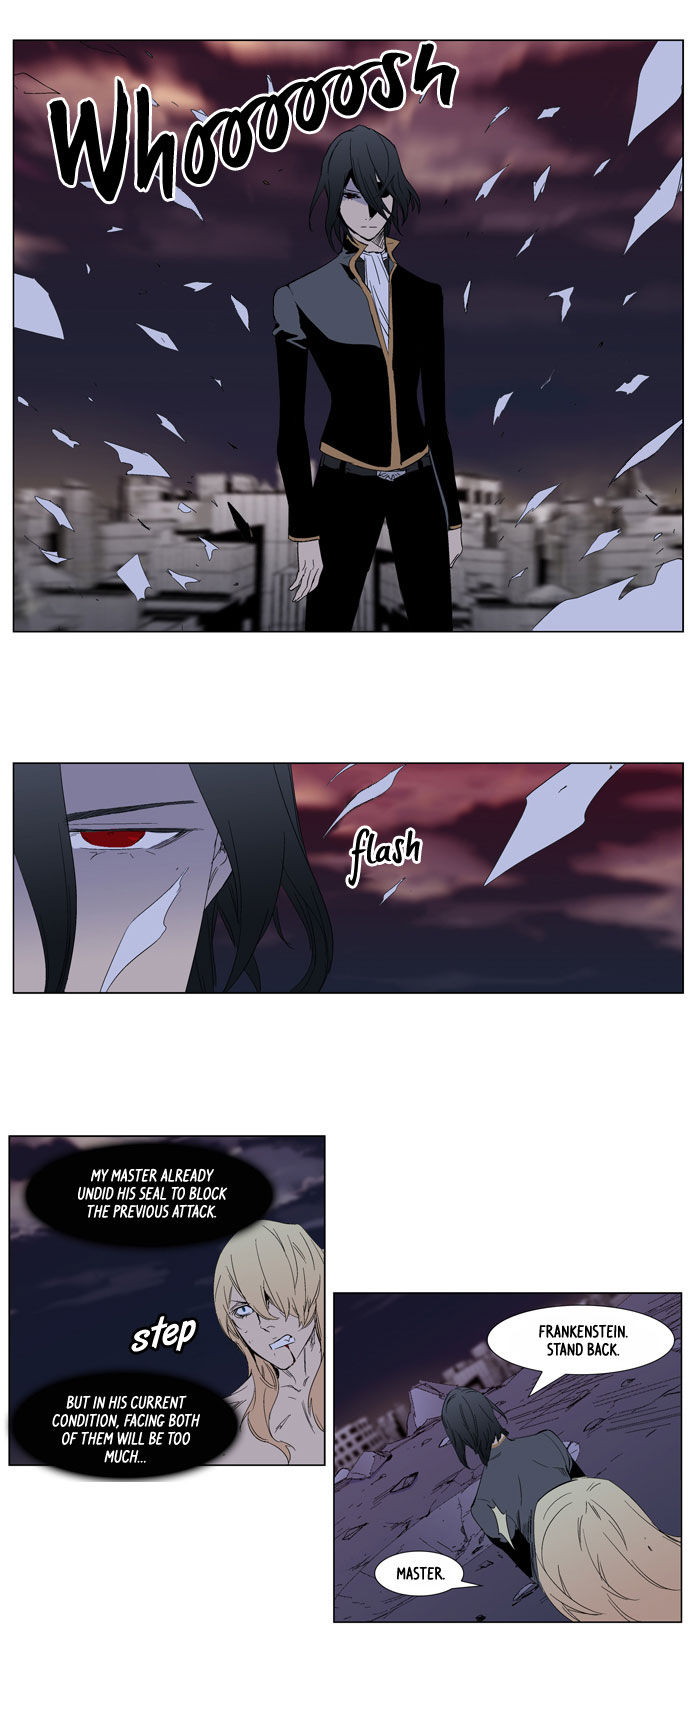 Whoooooosh
flash
MY MASTER ALREADY
UNDID HIS SEAL TO BLOCK
THE PREVIOUS ATTACK.
step
BUT IN HIS CURRENT
CONDITION, FACING BOTH
OF THEM WILL BE TOO
MUCH...
FRANKENSTEIN.
STAND BACK.
MASTER.